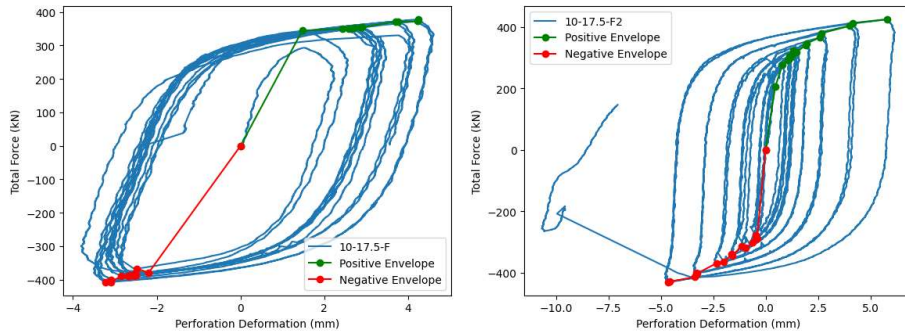 400
300
200
100
0
−100
−200
−300
−400
Total Force (kN)
−4
−2
0
2
4
Perforation Deformation (mm)
10-17.5-F
Positive Envelope
Negative Envelope
400
200
0
−200
−400
Total Force (kN)
−10.0
−7.5
−5.0
−2.5
0.0
2.5
5.0
Perforation Deformation (mm)
10-17.5-F2
Positive Envelope
Negative Envelope